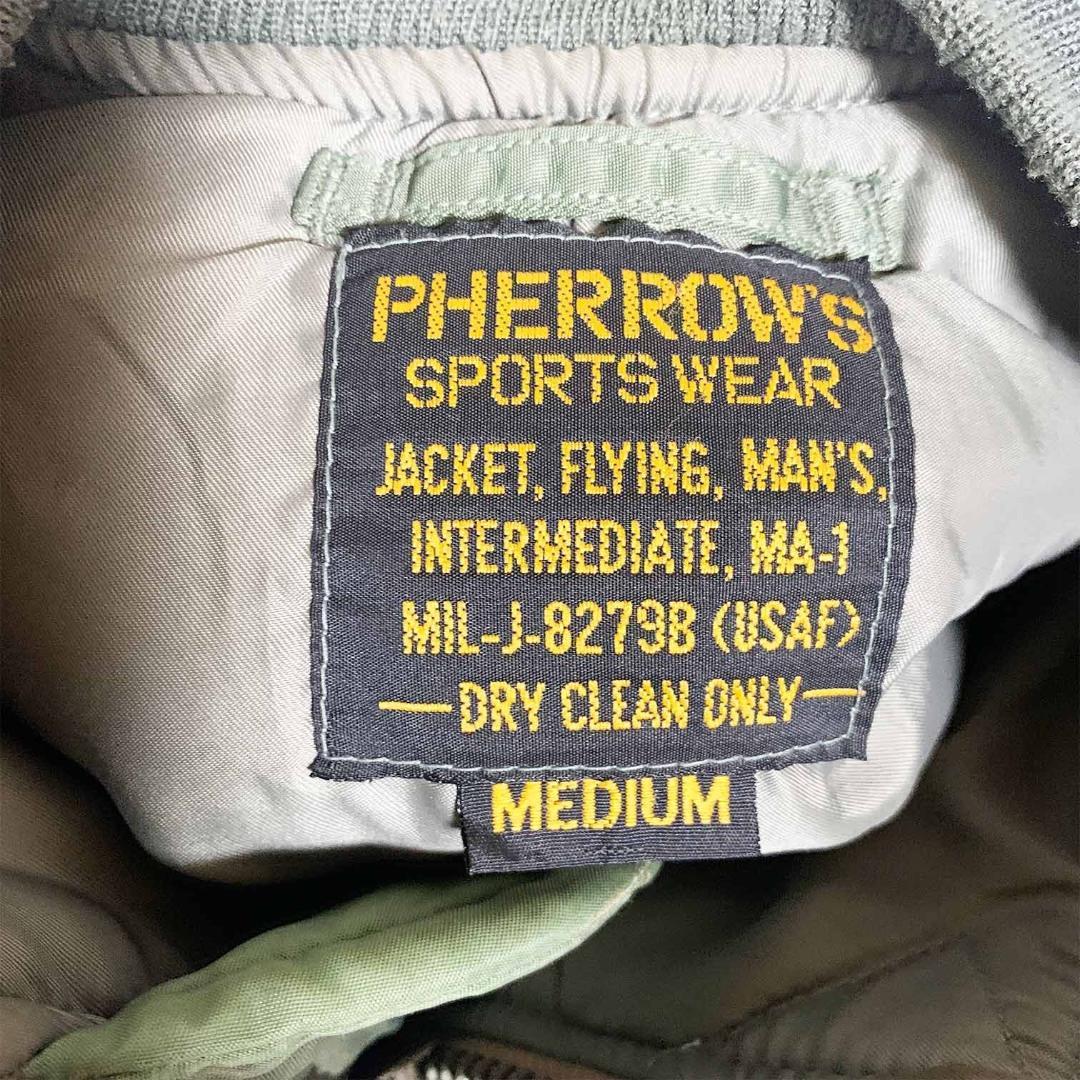 PHERROW'S
SPORTS WEAR
JACKET, FLYING, MAN'S,
INTERMEDIATE, MA-1
MIL-J-8279B (USAF)
—DRY CLEAN ONLY—
MEDIUM